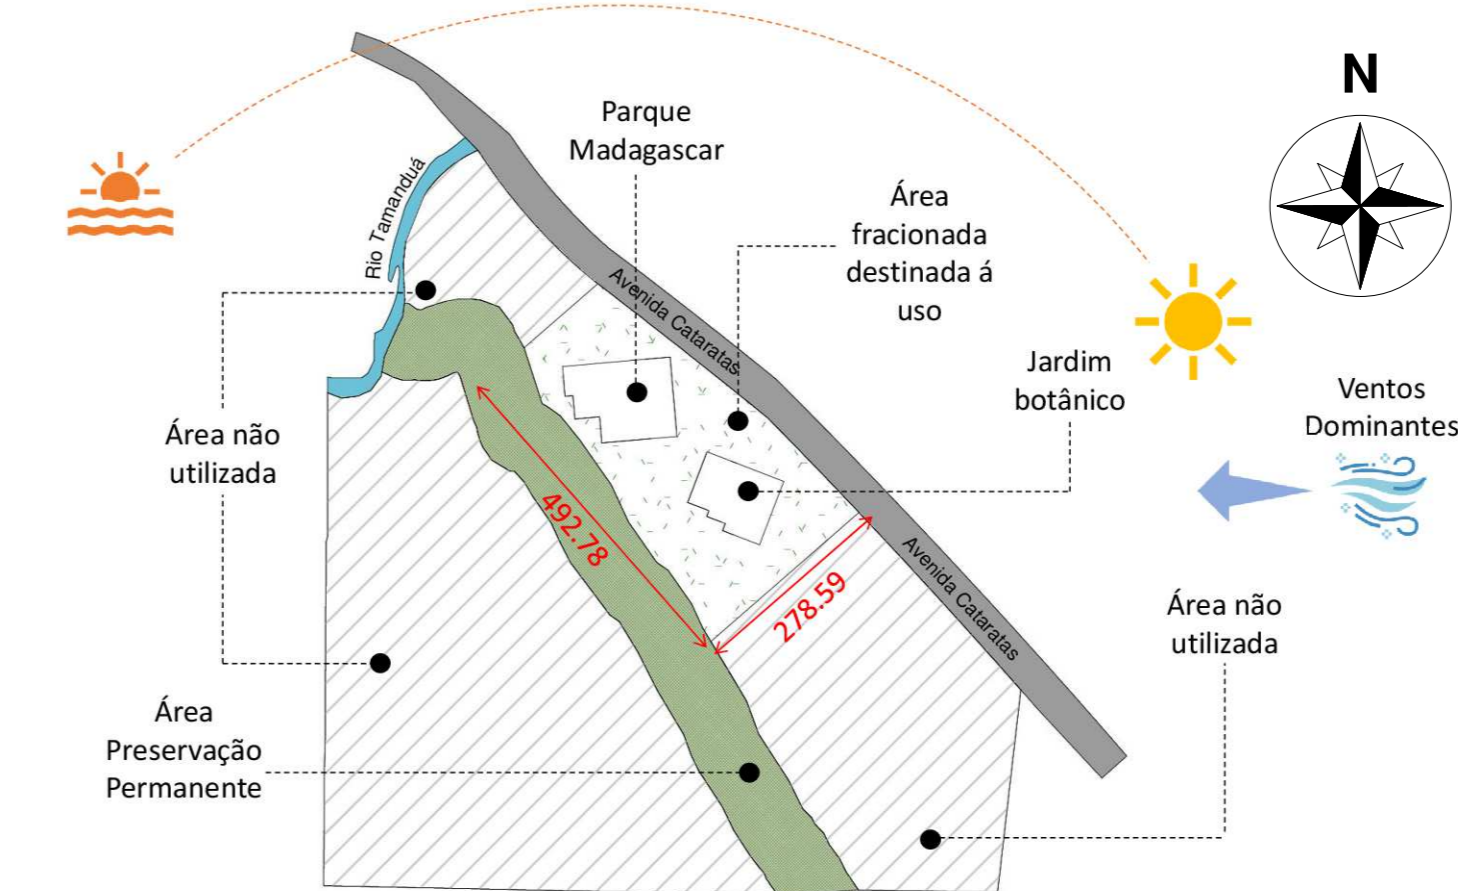 N
Parque
Madagascar
Rio Tamanduá
Área
fracionada
destinada á
uso
Avenida Cataratas
Jardim
botânico
Ventos
Dominantes
Área não
utilizada
492.78
278.59
Avenida Cataratas
Área não
utilizada
Área
Preservação
Permanente